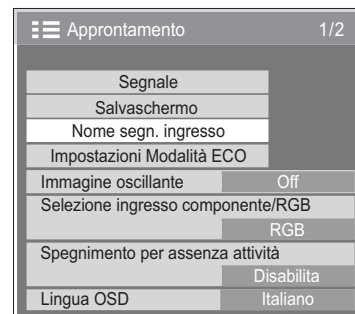 Approntamento 1/2
Segnale
Salvaschermo
Nome segn. ingresso
Impostazioni Modalità ECO
Immagine oscillante Off
Selezione ingresso componente/RGB
RGB
Spegnimento per assenza attività
Disabilita
Lingua OSD Italiano